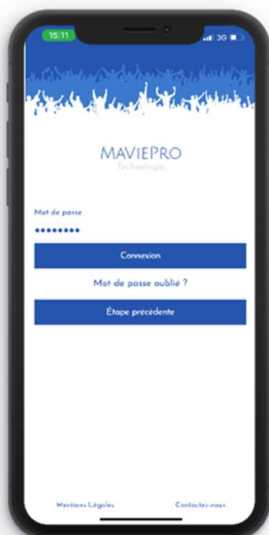 15:11 3G
MAVIEPRO
Technologie
Mot de passe
••••••••
Connexion
Mot de passe oublié ?
Étape précédente
Mentions Légales Contactez-nous